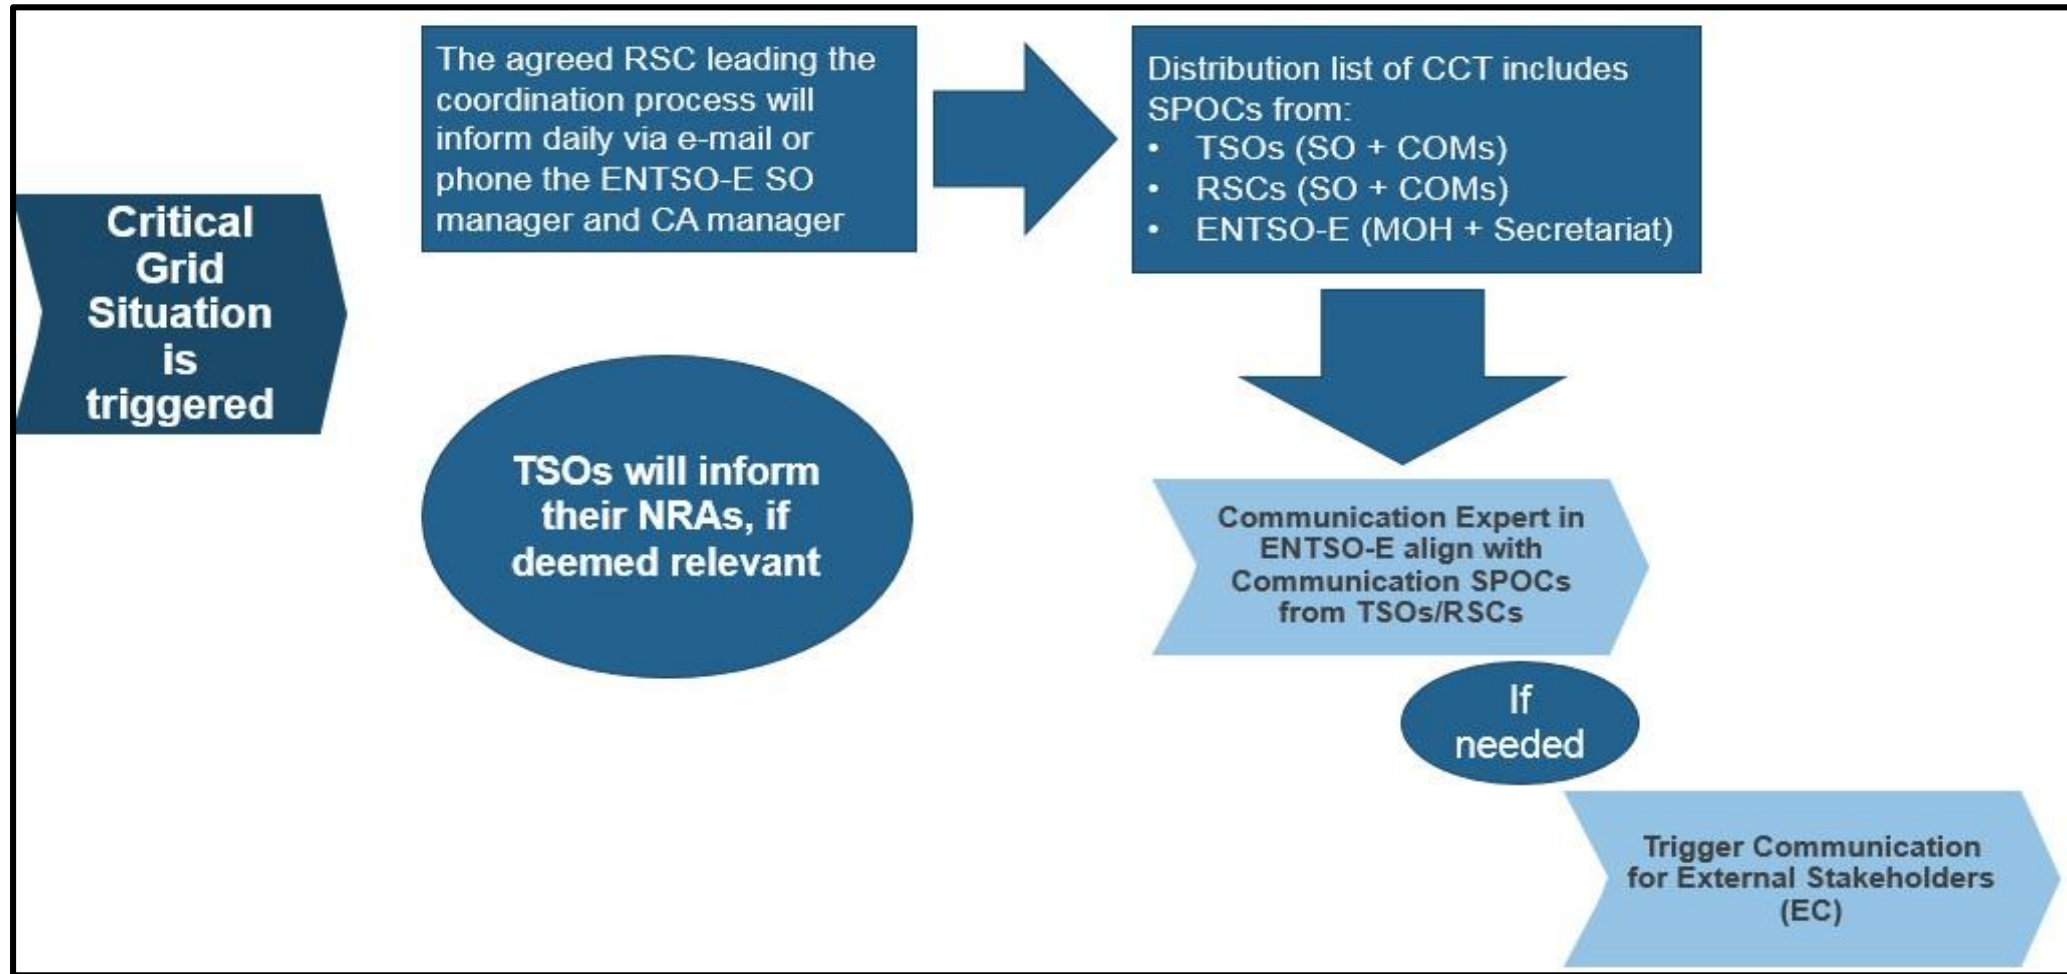 Critical
Grid
Situation
is
triggered
The agreed RSC leading the
coordination process will
inform daily via e-mail or
phone the ENTSO-E SO
manager and CA manager
TSOs will inform
their NRAs, if
deemed relevant
Distribution list of CCT includes
SPOCs from:
• TSOs (SO + COMs)
• RSCs (SO + COMs)
• ENTSO-E (MOH + Secretariat)
Communication Expert in
ENTSO-E align with
Communication SPOCs
from TSOs/RSCs
If
needed
Trigger Communication
for External Stakeholders
(EC)